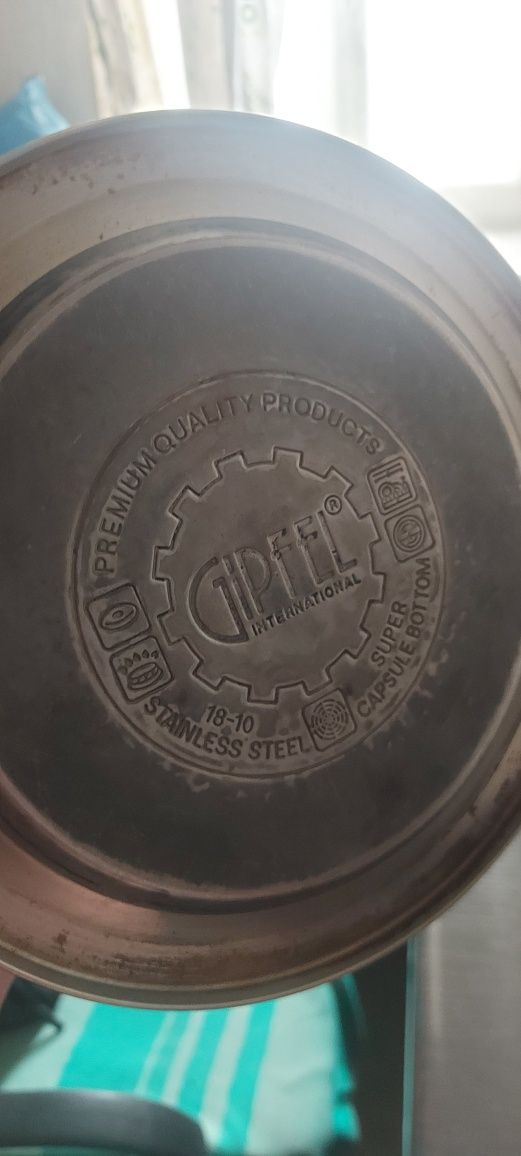 PREMIUM QUALITY PRODUCTS
GIPFEL®
INTERNATIONAL
SUPER
CAPSULE BOTTOM
18-10
STAINLESS STEEL